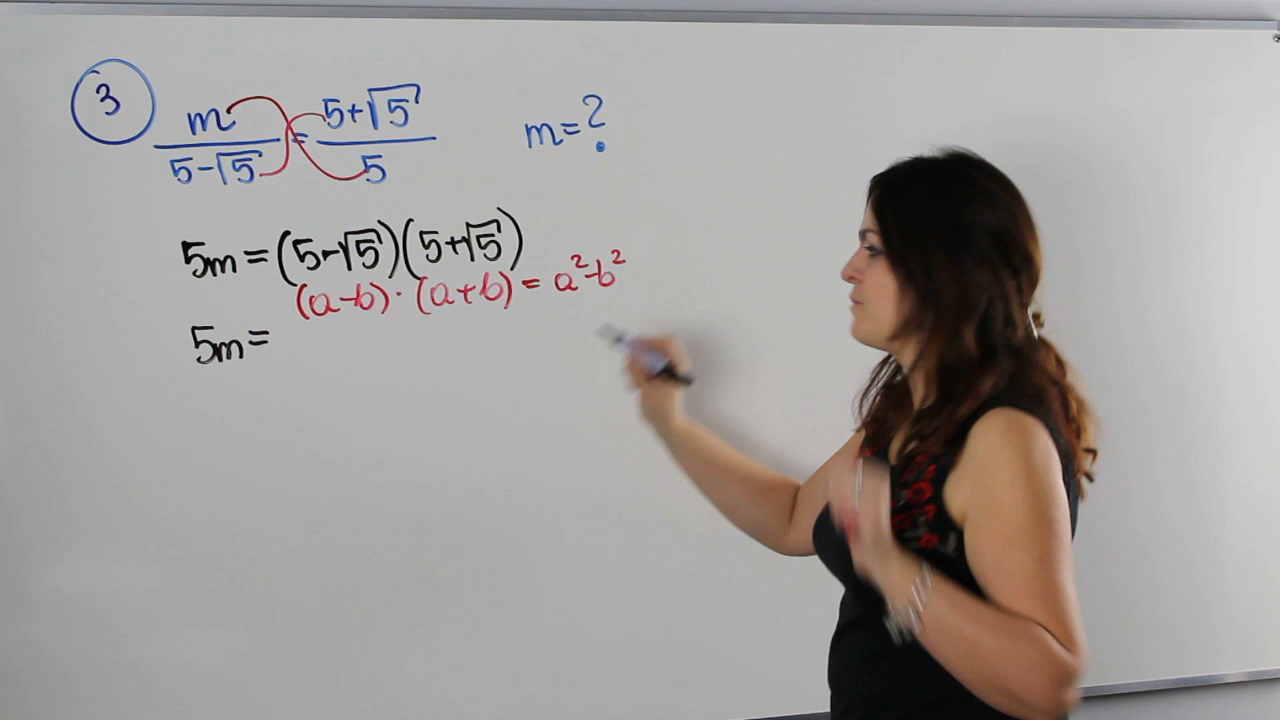 3
m/(5-√5) = (5+√5)/5   m=?
5m=(5-√5)(5+√5)
(a-b)·(a+b)=a²-b²
5m=